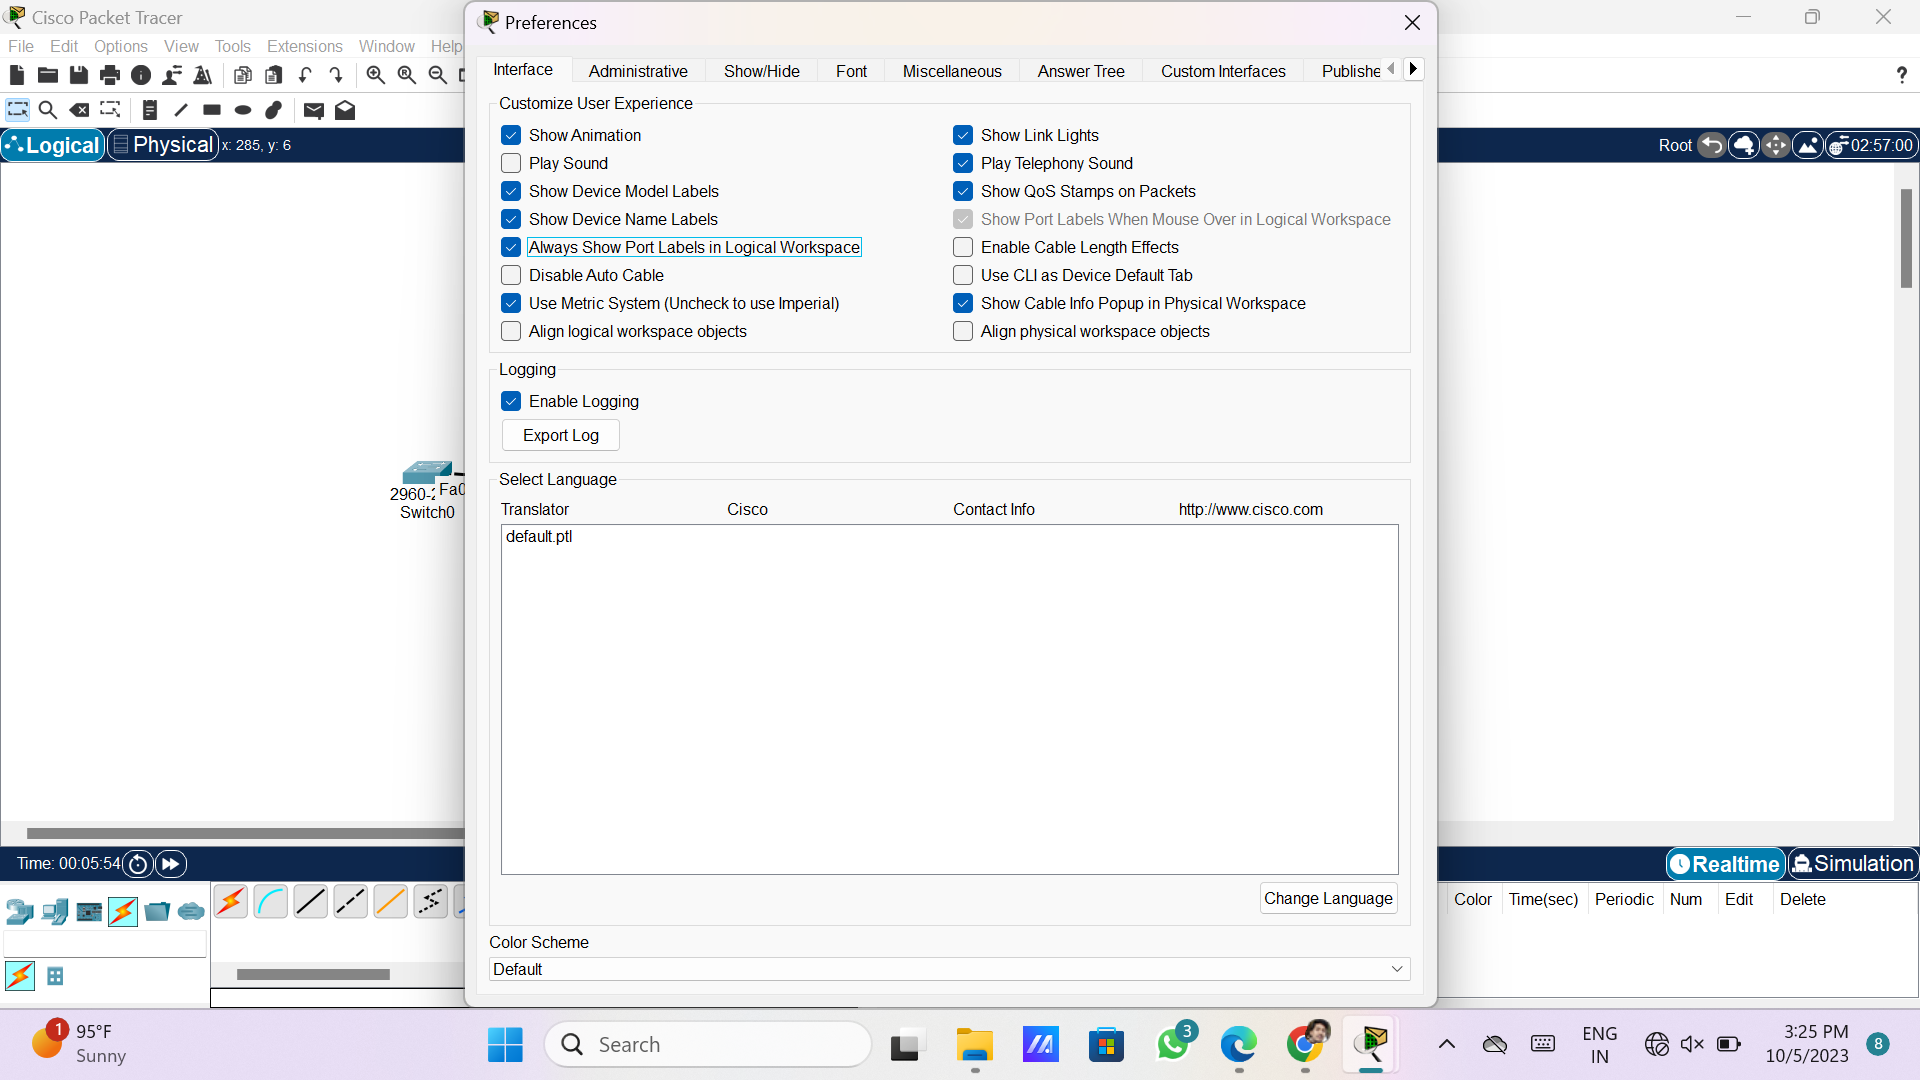 Cisco Packet Tracer
File Edit Options View Tools Extensions Window Help
Logical Physical x: 285, y: 6
2960-2 Fa0
Switch0
Time: 00:05:54
Preferences
Interface Administrative Show/Hide Font Miscellaneous Answer Tree Custom Interfaces Publishe
Customize User Experience
Show Animation Show Link Lights
Play Sound Play Telephony Sound
Show Device Model Labels Show QoS Stamps on Packets
Show Device Name Labels Show Port Labels When Mouse Over in Logical Workspace
Always Show Port Labels in Logical Workspace Enable Cable Length Effects
Disable Auto Cable Use CLI as Device Default Tab
Use Metric System (Uncheck to use Imperial) Show Cable Info Popup in Physical Workspace
Align logical workspace objects Align physical workspace objects
Logging
Enable Logging
Export Log
Select Language
Translator Cisco Contact Info http://www.cisco.com
default.ptl
Change Language
Color Scheme
Default
?
Root 02:57:00
Realtime Simulation
Color Time(sec) Periodic Num Edit Delete
1 95°F
Sunny
Search
3
ENG
IN
3:25 PM
10/5/2023
8